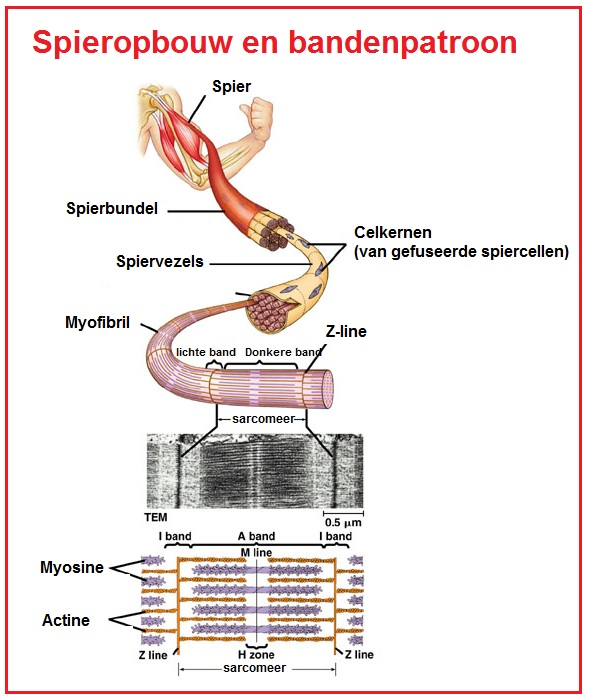 Spieropbouw en bandenpatroon
Spier
Spierbundel
Celkernen
(van gefuseerde spiercellen)
Spiervezels
Myofibril
Z-line
lichte band
Donkere band
sarcomeer
TEM
0.5 µm
I band
A band
I band
M line
Myosine
Actine
Z line
H zone
Z line
sarcomeer